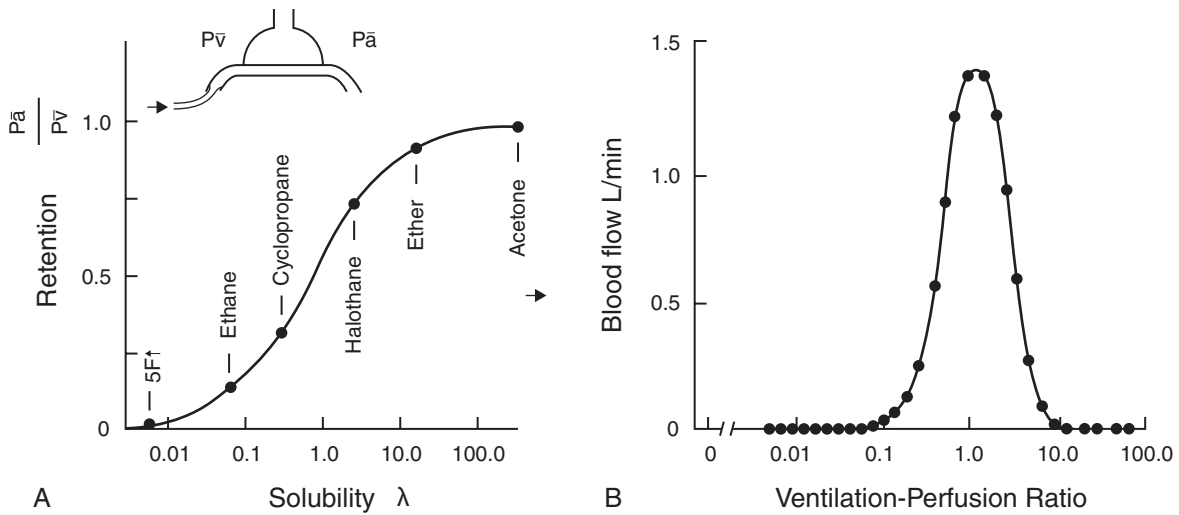 Pv̄
Pā
Pā
Pv̄
Retention
1.0
0.5
0
5F↑
Ethane
Cyclopropane
Halothane
Ether
Acetone
0.01 0.1 1.0 10.0 100.0
A
Solubility λ
Blood flow L/min
1.5
1.0
0.5
0
0 0.01 0.1 1.0 10.0 100.0
B
Ventilation-Perfusion Ratio